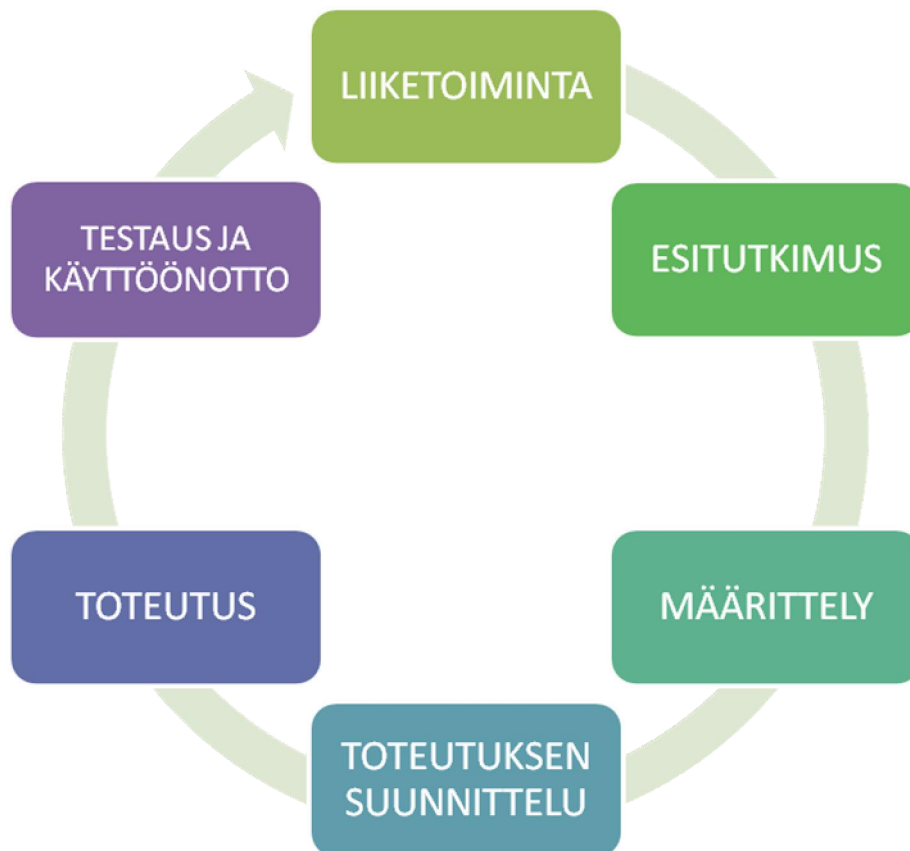 LIIKETOIMINTA
ESITUTKIMUS
MÄÄRITTELY
TOTEUTUKSEN
SUUNNITTELU
TOTEUTUS
TESTAUS JA
KÄYTTÖÖNOTTO